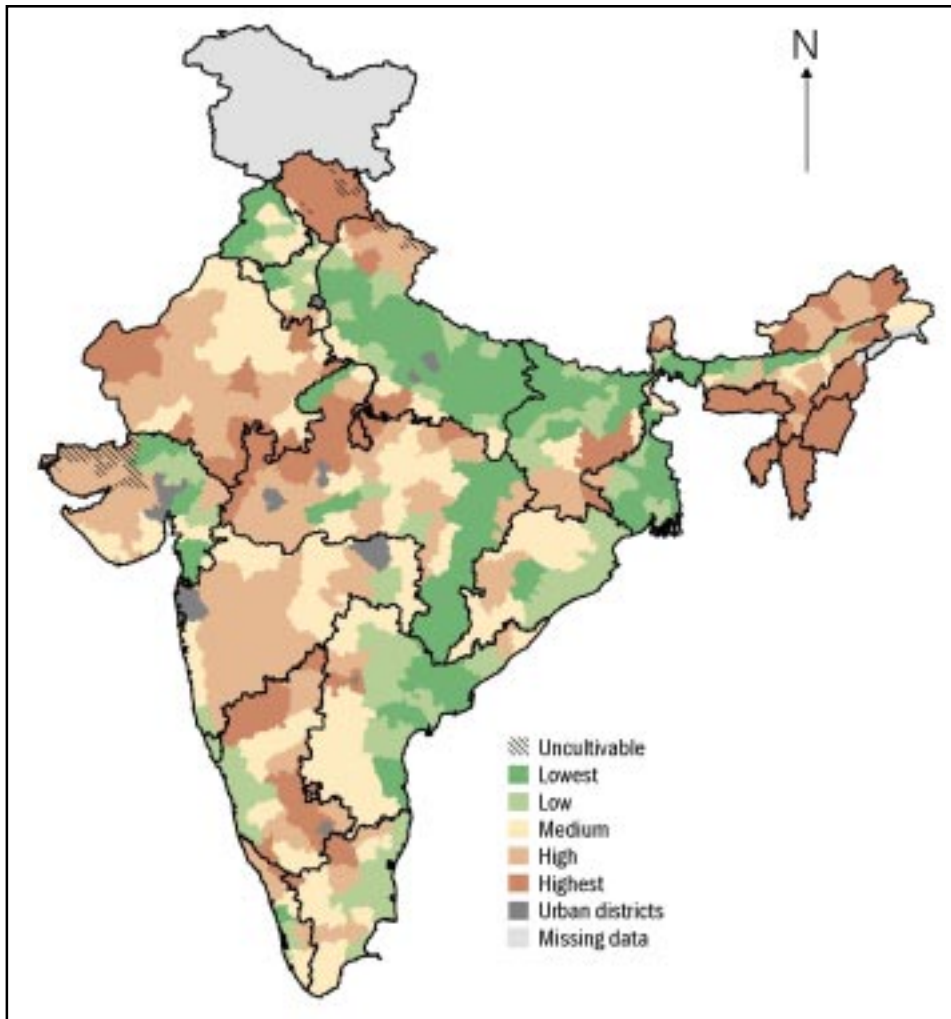 N
Uncultivable
Lowest
Low
Medium
High
Highest
Urban districts
Missing data